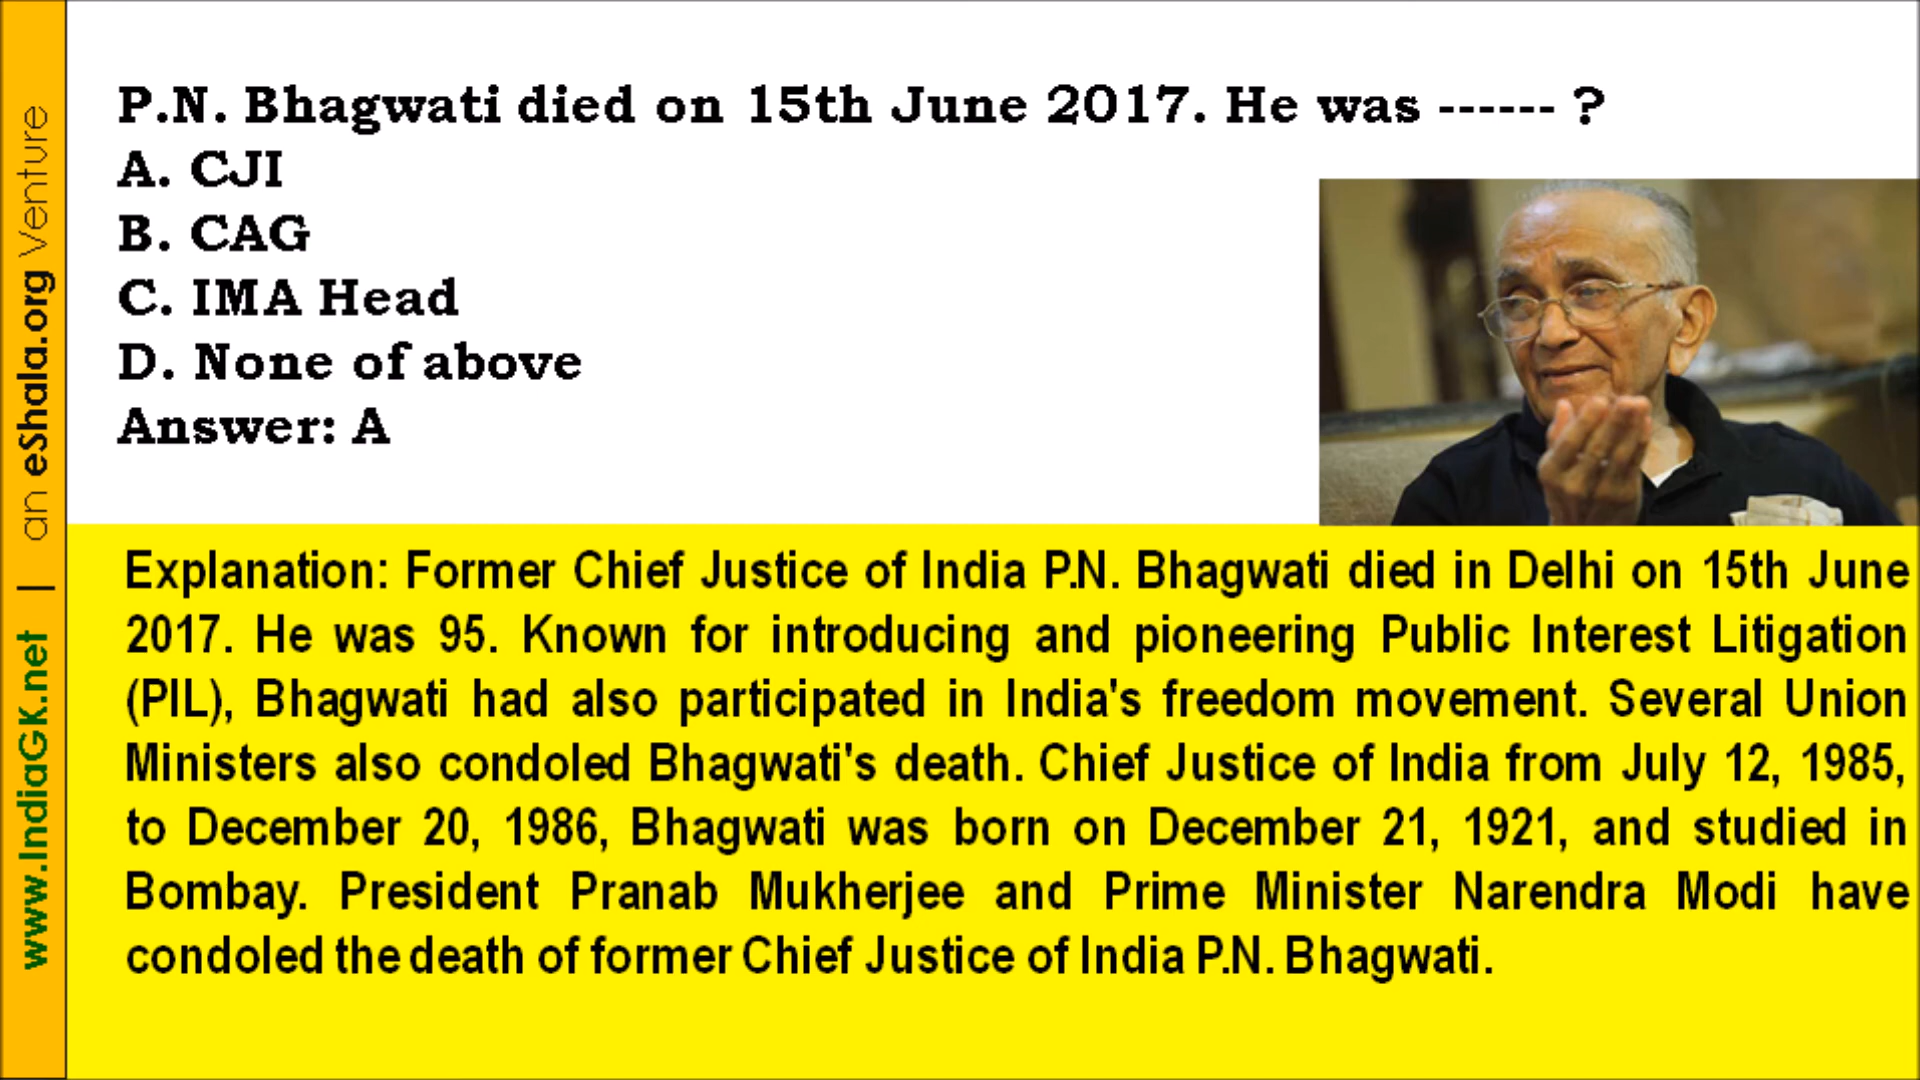 P.N. Bhagwati died on 15th June 2017. He was ------ ?
A. CJI
B. CAG
C. IMA Head
D. None of above
Answer: A
Explanation: Former Chief Justice of India P.N. Bhagwati died in Delhi on 15th June
2017. He was 95. Known for introducing and pioneering Public Interest Litigation
(PIL), Bhagwati had also participated in India's freedom movement. Several Union
Ministers also condoled Bhagwati's death. Chief Justice of India from July 12, 1985,
to December 20, 1986, Bhagwati was born on December 21, 1921, and studied in
Bombay. President Pranab Mukherjee and Prime Minister Narendra Modi have
condoled the death of former Chief Justice of India P.N. Bhagwati.
www.IndiaGK.net | an eShala.org Venture